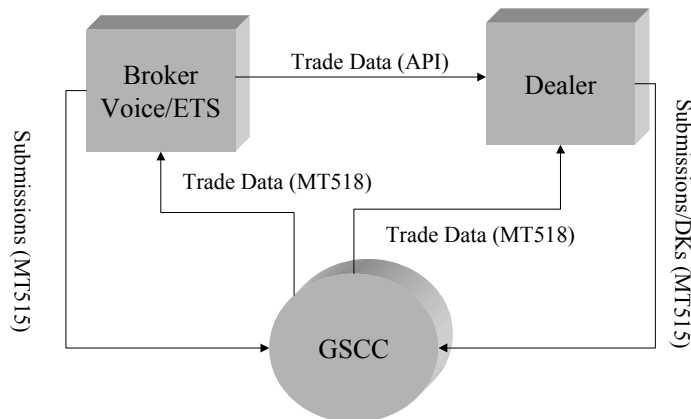 Broker
Voice/ETS
Trade Data (API)
Dealer
Submissions (MT515)
Trade Data (MT518)
Trade Data (MT518)
Submissions/DKs (MT515)
GSCC